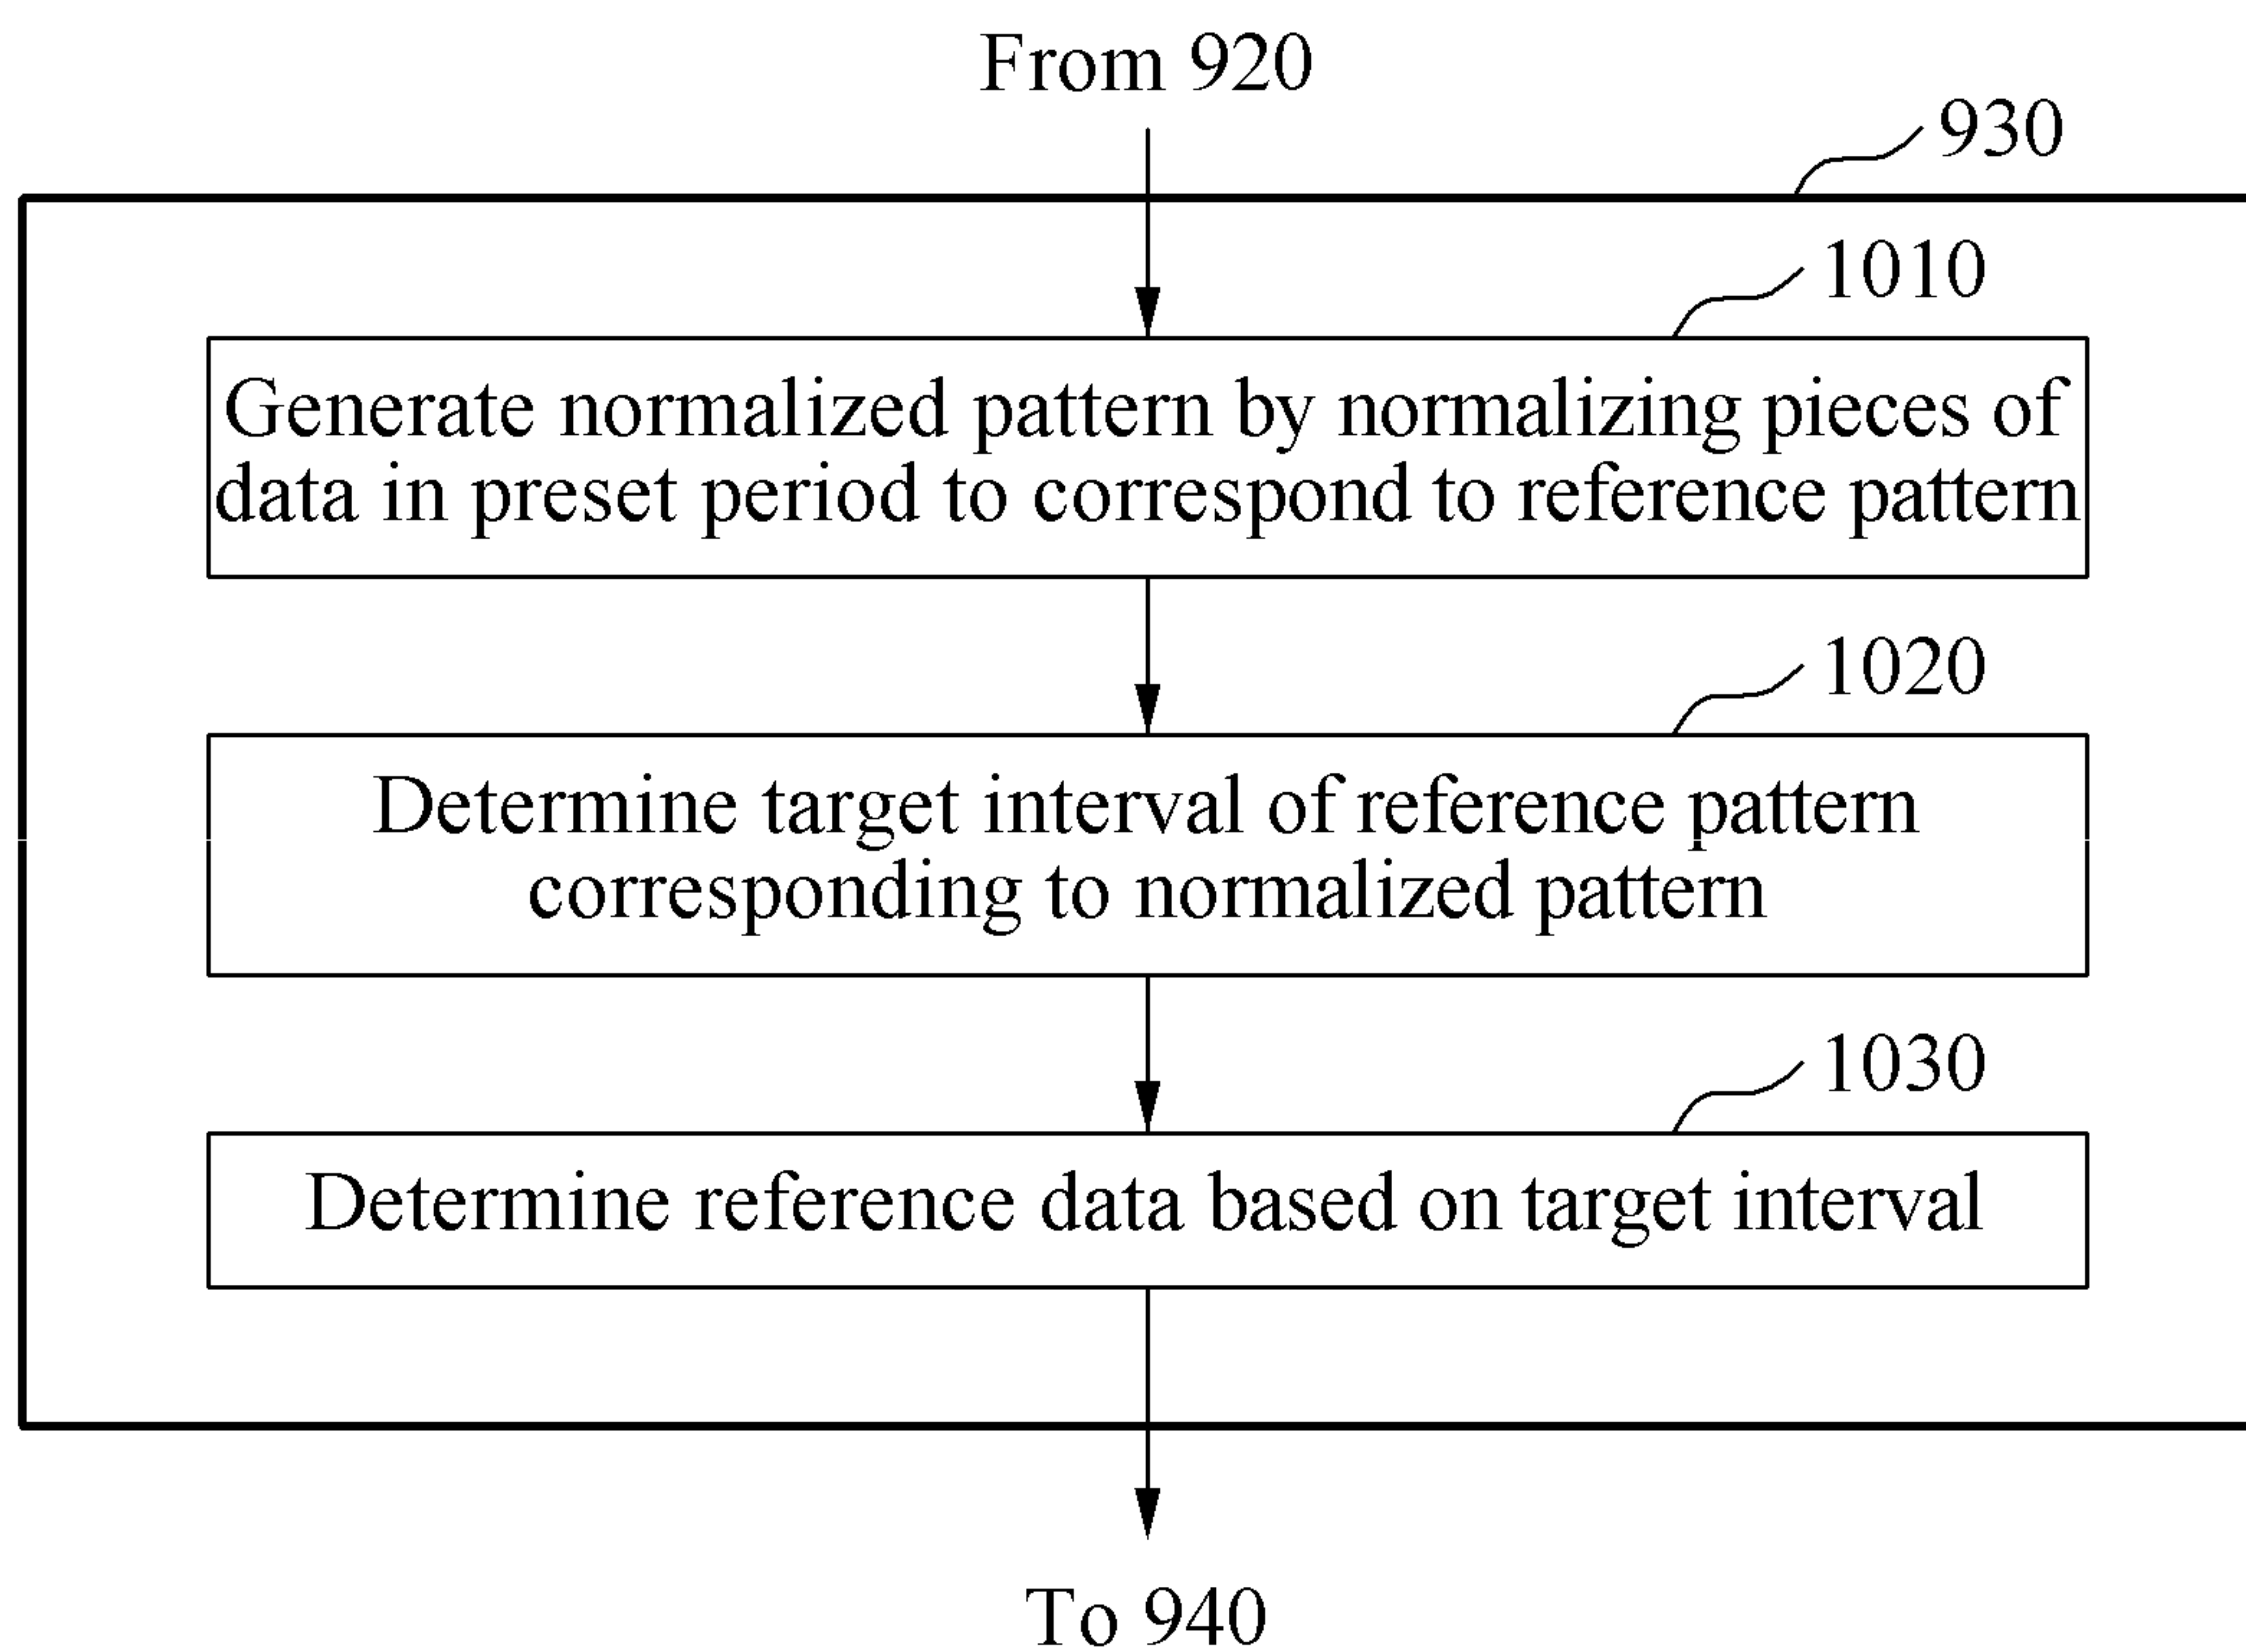 From 920
930
1010
Generate normalized pattern by normalizing pieces of
data in preset period to correspond to reference pattern
1020
Determine target interval of reference pattern
corresponding to normalized pattern
1030
Determine reference data based on target interval
To 940